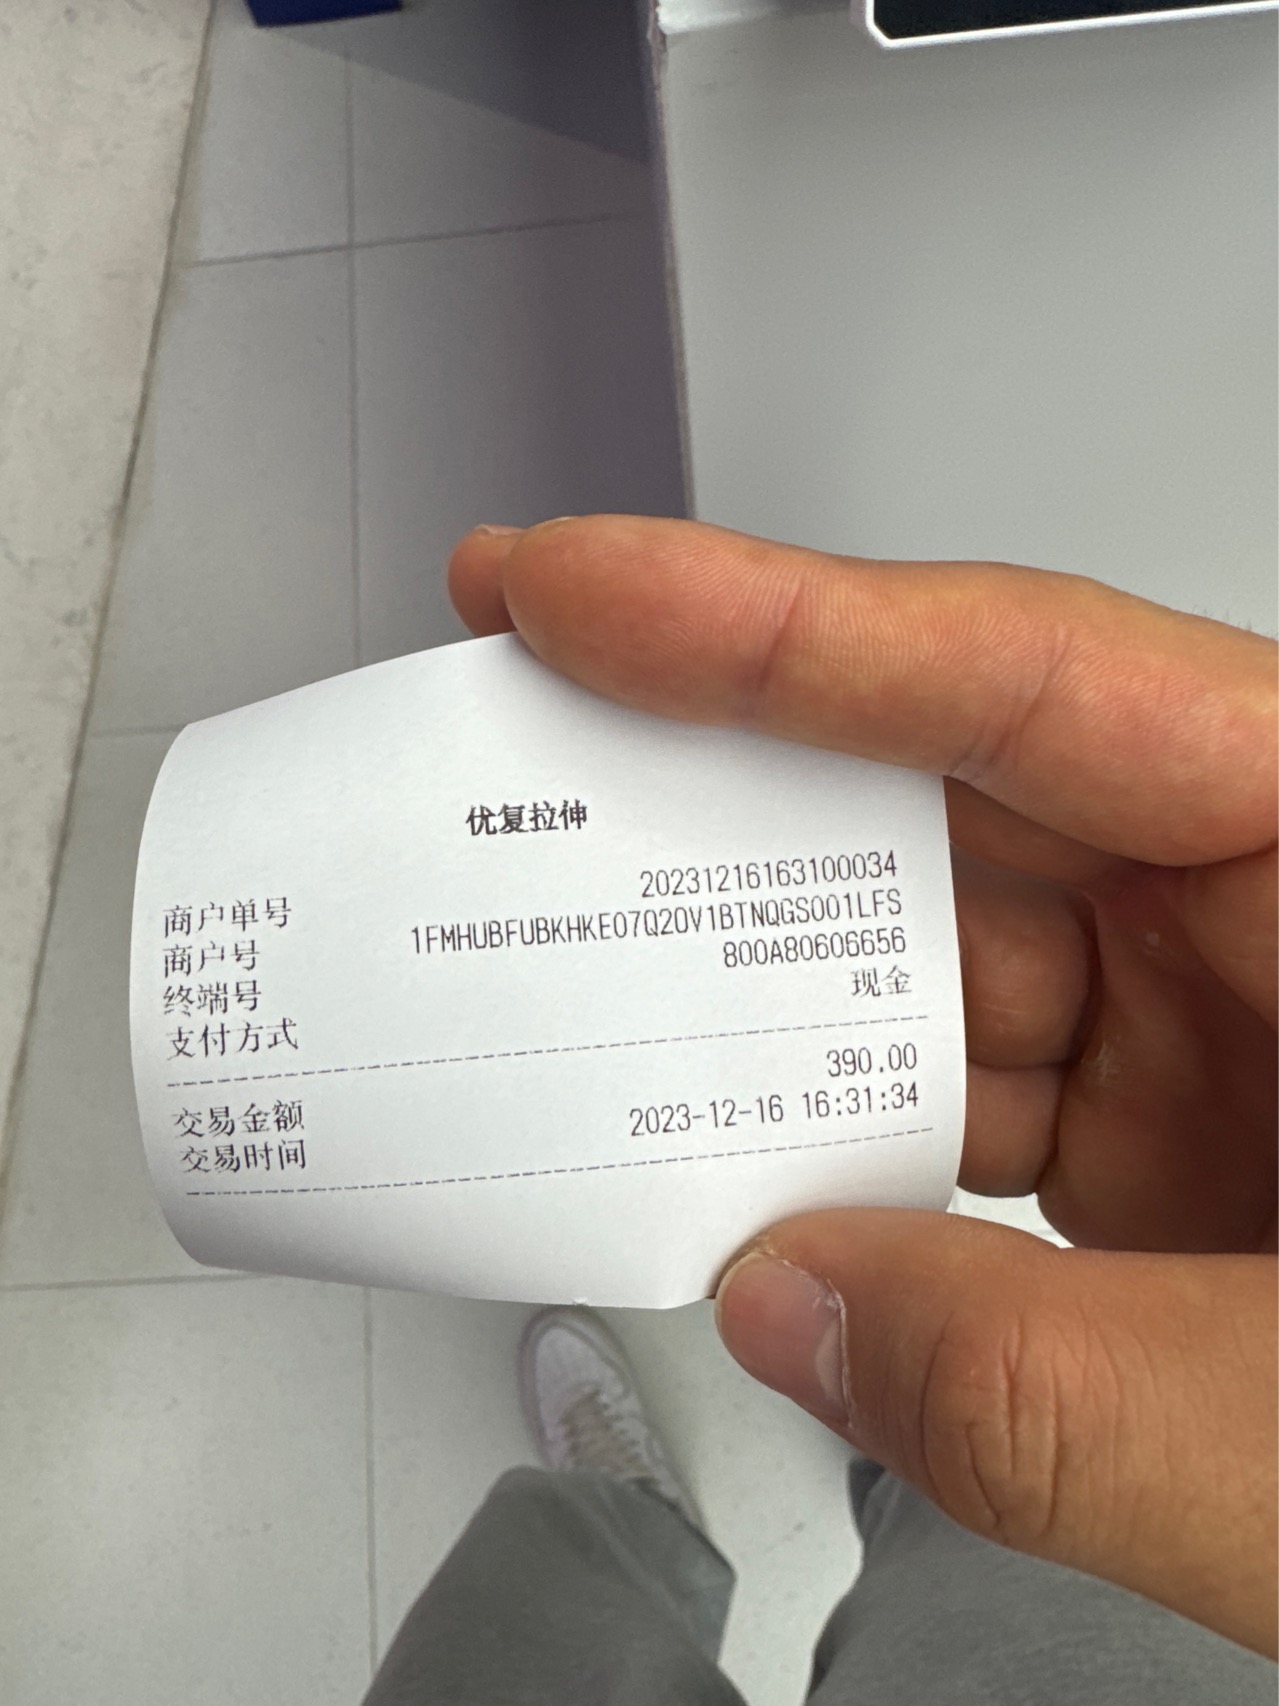 优复拉伸
商户单号 20231216163100034
商户号 1FMHUBFUBKHKE07Q20V1BTNQGS001LFS
终端号 800A80606656
支付方式 现金
交易金额 390.00
交易时间 2023-12-16 16:31:34